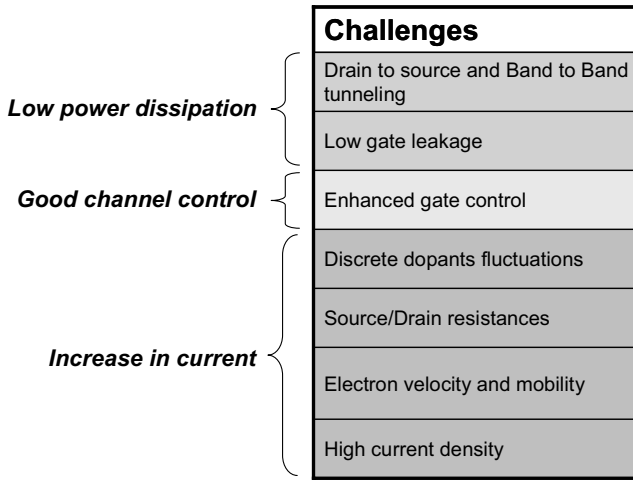 Challenges
Low power dissipation
Drain to source and Band to Band
tunneling
Low gate leakage
Good channel control
Enhanced gate control
Increase in current
Discrete dopants fluctuations
Source/Drain resistances
Electron velocity and mobility
High current density